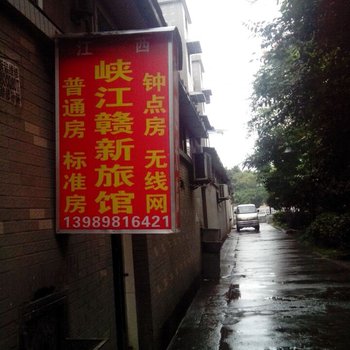 江 西
峡江赣新旅馆
普通房 标准房
钟点房 无线网
13989816421